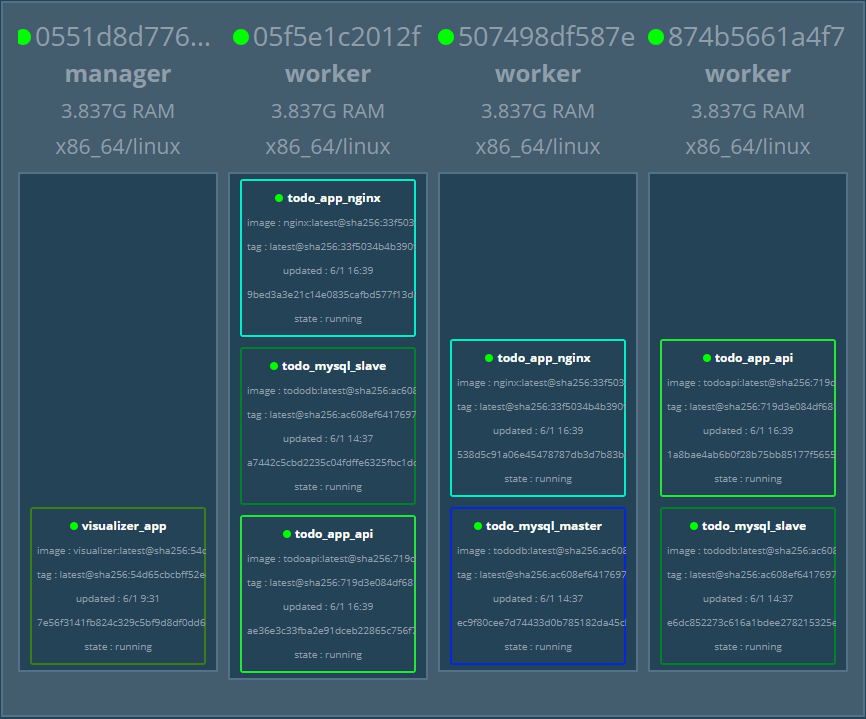 0551d8d776...
manager
3.837G RAM
x86_64/linux
visualizer_app
image : visualizer:latest@sha256:54d
tag : latest@sha256:54d65cbcbff52e
updated : 6/1 9:31
7e56f3141fb824c329c5bf9d8df0dd6
state : running
05f5e1c2012f
worker
3.837G RAM
x86_64/linux
todo_app_nginx
image : nginx:latest@sha256:33f503
tag : latest@sha256:33f5034b4b390
updated : 6/1 16:39
9bed3a3e21c14e0835cafbd577f13d
state : running
todo_mysql_slave
image : tododb:latest@sha256:ac608
tag : latest@sha256:ac608ef6417697
updated : 6/1 14:37
a7442c5cbd2235c04fdffe6325fbc1dc
state : running
todo_app_api
image : todoapi:latest@sha256:719d
tag : latest@sha256:719d3e084df68
updated : 6/1 16:39
ae36e3c33fba2e91dceb22865c756f7
state : running
507498df587e
worker
3.837G RAM
x86_64/linux
todo_app_nginx
image : nginx:latest@sha256:33f503
tag : latest@sha256:33f5034b4b390
updated : 6/1 16:39
538d5c91a06e45478787db3d7b83b
state : running
todo_mysql_master
image : tododb:latest@sha256:ac608
tag : latest@sha256:ac608ef6417697
updated : 6/1 14:37
ec9f80cee7d74433d0b785182da45c
state : running
874b5661a4f7
worker
3.837G RAM
x86_64/linux
todo_app_api
image : todoapi:latest@sha256:719d
tag : latest@sha256:719d3e084df68
updated : 6/1 16:39
1a8bae4ab6b0f28b75bb85177f5655
state : running
todo_mysql_slave
image : tododb:latest@sha256:ac608
tag : latest@sha256:ac608ef6417697
updated : 6/1 14:37
e6dc852273c616a1bdee278215325e
state : running